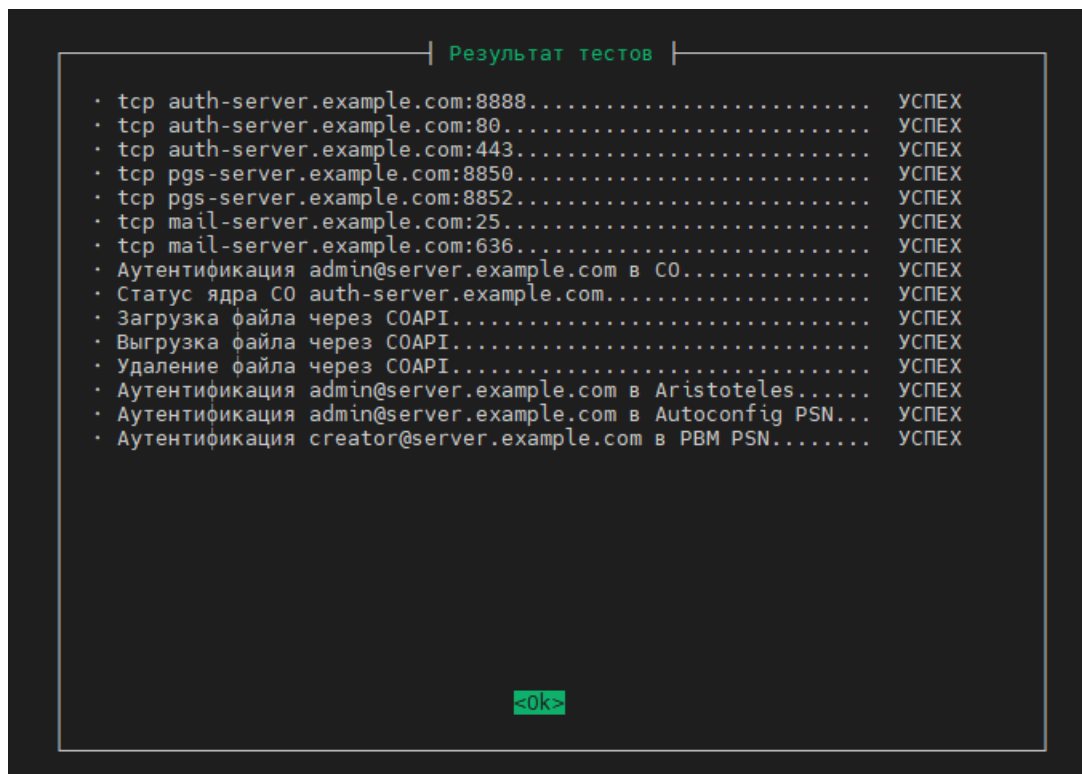 Результат тестов
· tcp auth-server.example.com:8888........................... УСПЕХ
· tcp auth-server.example.com:80............................. УСПЕХ
· tcp auth-server.example.com:443............................ УСПЕХ
· tcp pgs-server.example.com:8850............................ УСПЕХ
· tcp pgs-server.example.com:8852............................ УСПЕХ
· tcp mail-server.example.com:25............................. УСПЕХ
· tcp mail-server.example.com:636............................ УСПЕХ
· Аутентификация admin@server.example.com в CO............... УСПЕХ
· Статус ядра CO auth-server.example.com..................... УСПЕХ
· Загрузка файла через COAPI................................. УСПЕХ
· Выгрузка файла через COAPI................................. УСПЕХ
· Удаление файла через COAPI................................. УСПЕХ
· Аутентификация admin@server.example.com в Aristoteles...... УСПЕХ
· Аутентификация admin@server.example.com в Autoconfig PSN... УСПЕХ
· Аутентификация creator@server.example.com в PBM PSN........ УСПЕХ
<Ok>